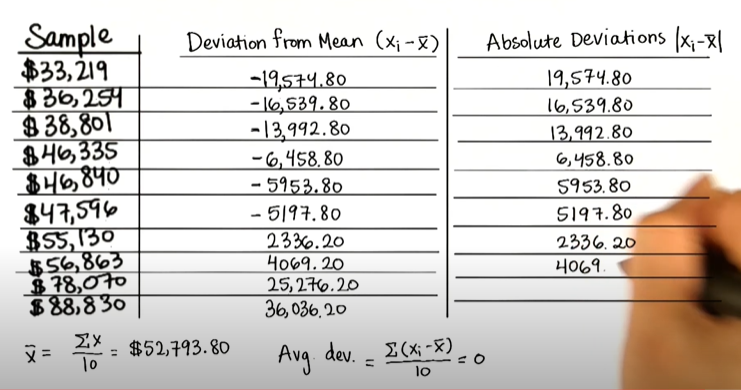 Sample Deviation from Mean (xᵢ-x̄) Absolute Deviations |xᵢ-x̄|
$33,219 -19,574.80 19,574.80
$36,254 -16,539.80 16,539.80
$38,801 -13,992.80 13,992.80
$46,335 -6,458.80 6,458.80
$46,840 -5953.80 5953.80
$47,596 -5197.80 5197.80
$55,130 2336.20 2336.20
$56,863 4069.20 4069.
$78,070 25,276.20
$88,830 36,036.20
x̄ = Σx/10 = $52,793.80 Avg. dev. = Σ(xᵢ-x̄)/10 = 0